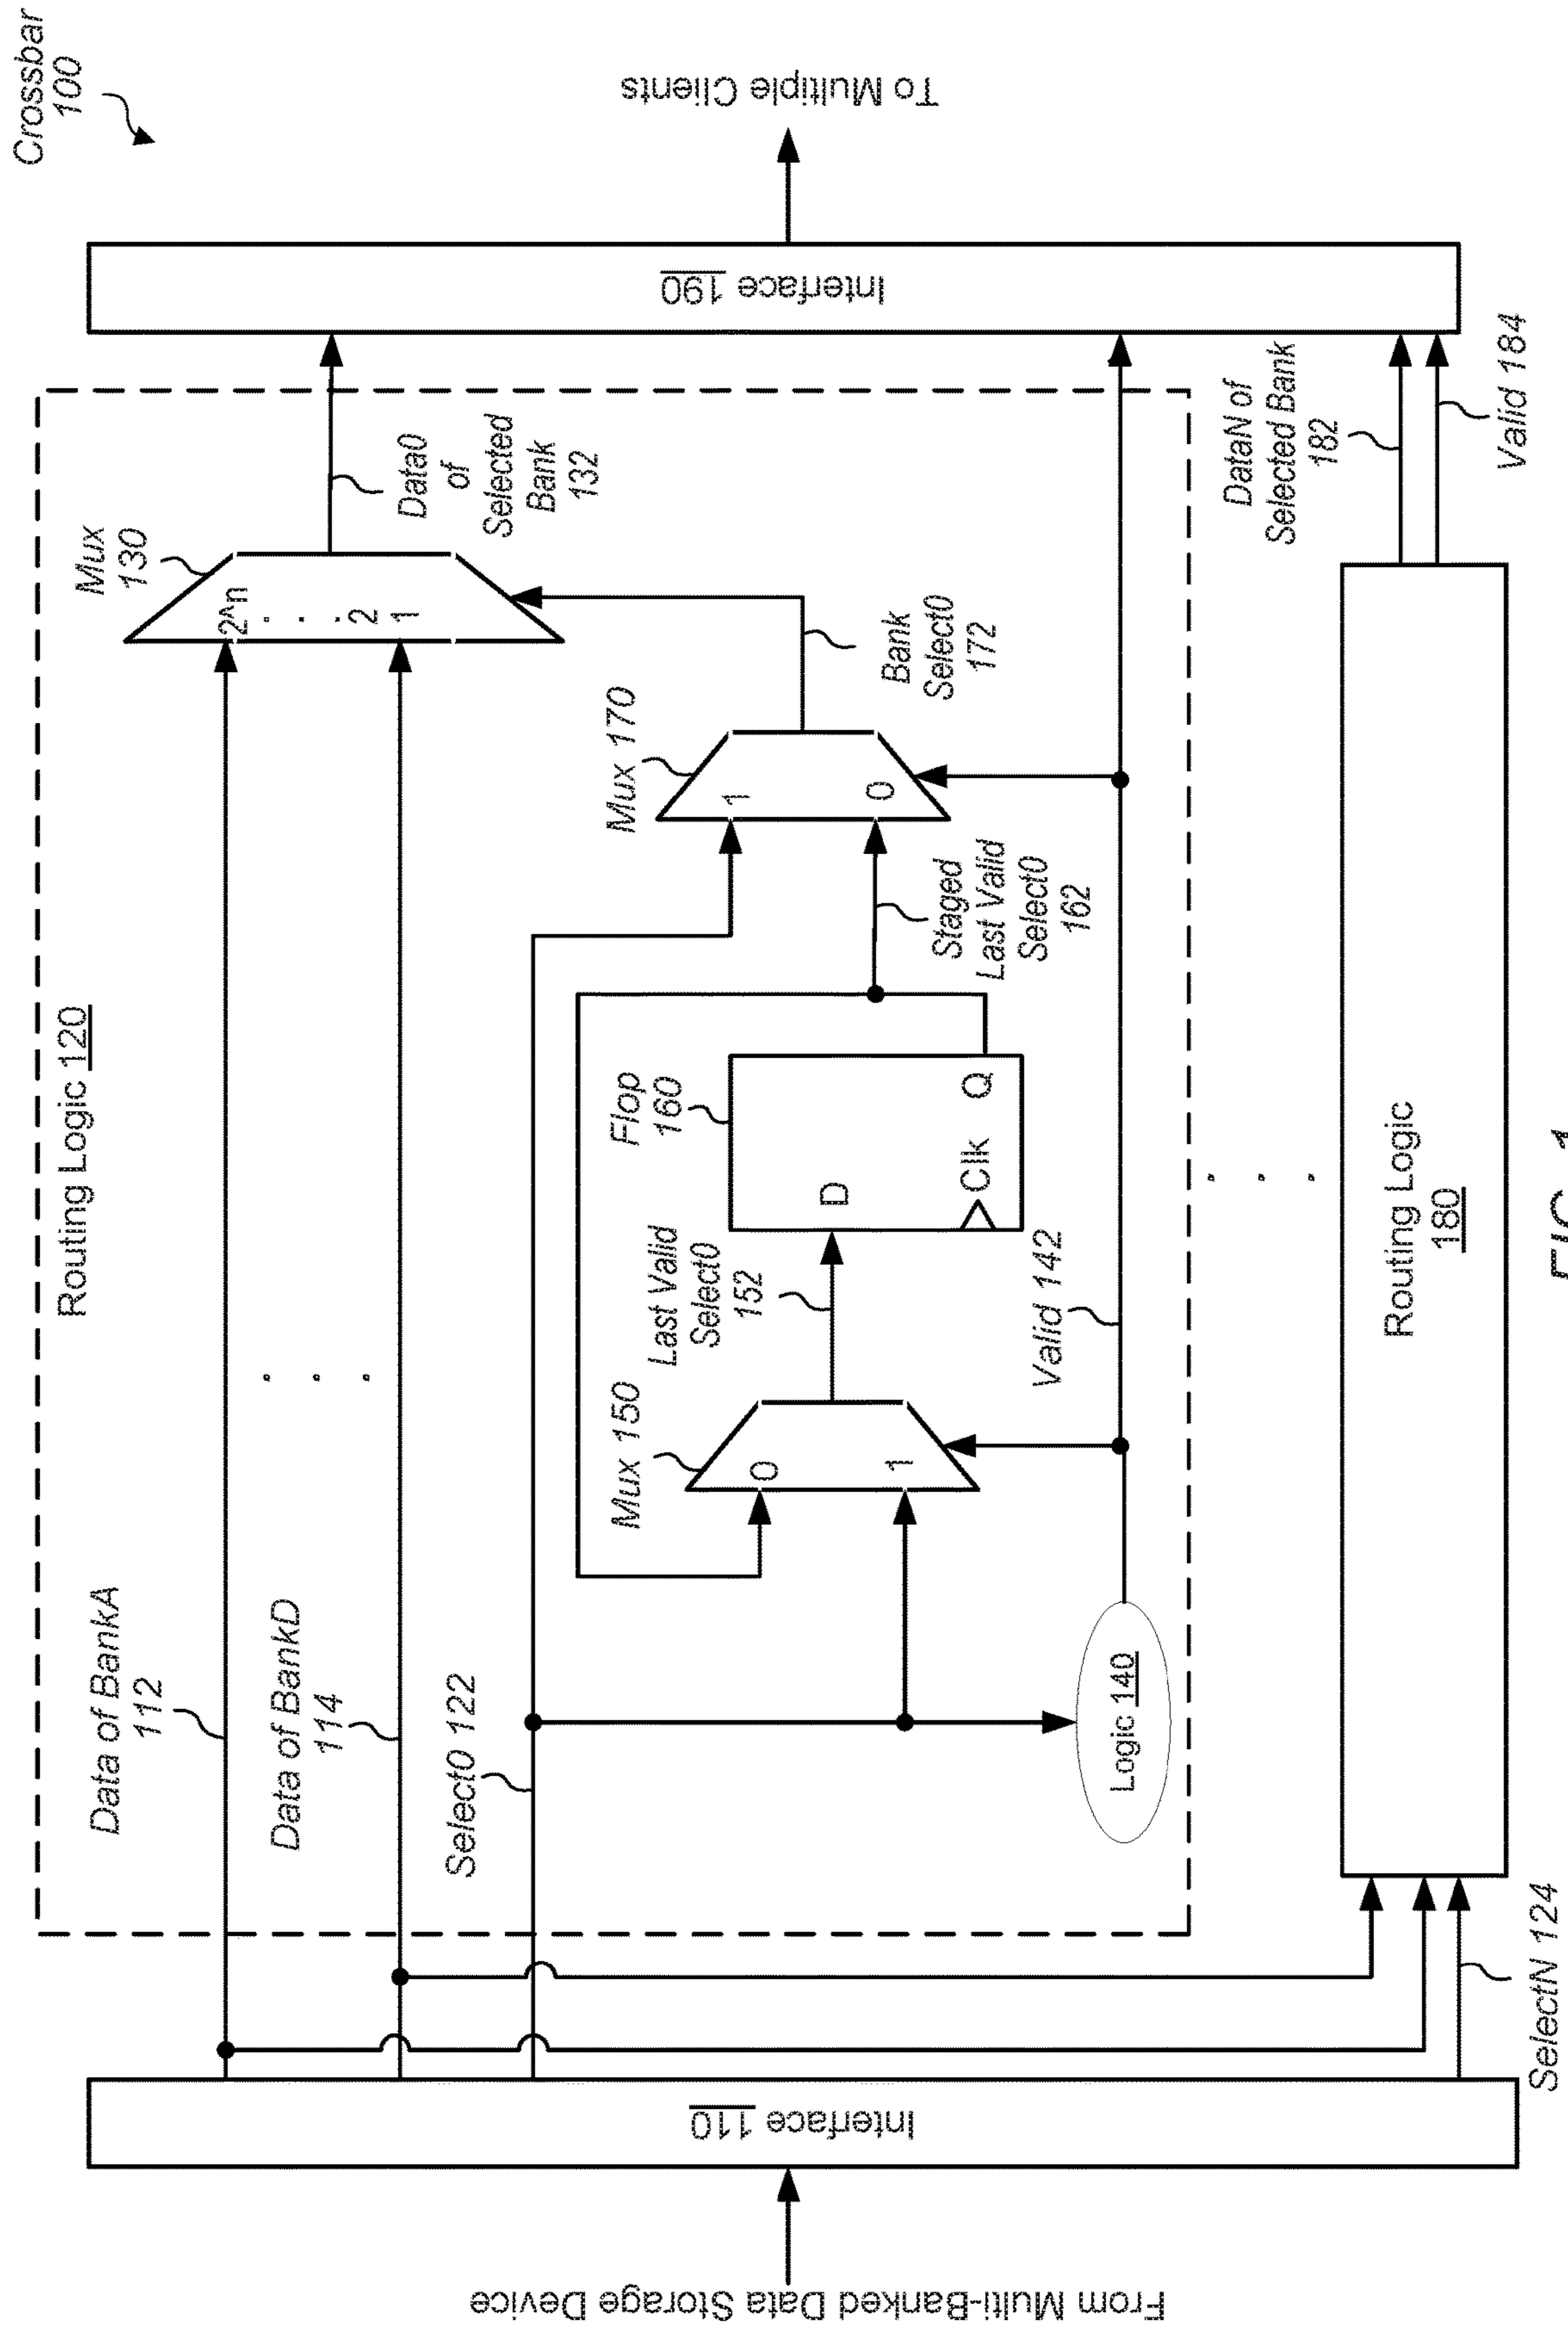 Crossbar
100
Routing Logic 120
Mux
130
2^n
.
.
.
2
1
Data of BankA
112
Data of BankD
114
.
.
.
Data0
of
Selected
Bank
132
Select0 122
Mux 150
0
1
Last Valid
Select0
152
Flop
160
D
Clk
Q
Staged
Last Valid
Select0
162
Mux 170
1
0
Bank
Select0
172
Logic 140
Valid 142
.
.
.
Interface 110
From Multi-Banked Data Storage Device
Interface 190
To Multiple Clients
Routing Logic
180
SelectN 124
DataN of
Selected Bank
182
Valid 184
FIG. 1